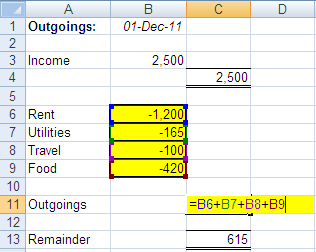 A B C D
1 Outgoings: 01-Dec-11
2
3 Income 2,500
4 2,500
5
6 Rent -1,200
7 Utilities -165
8 Travel -100
9 Food -420
10
11 Outgoings =B6+B7+B8+B9
12
13 Remainder 615